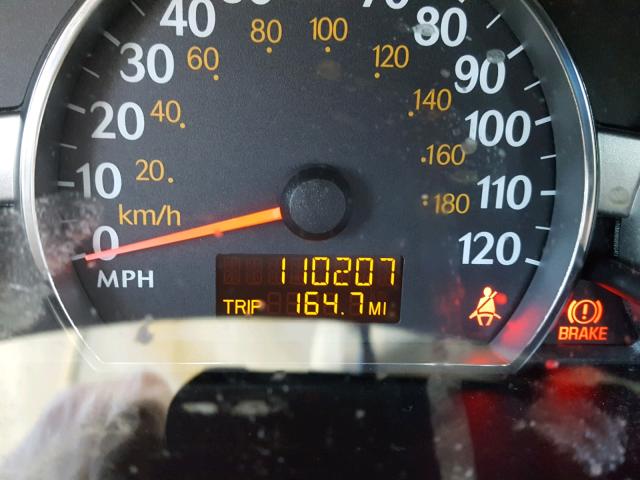 40 70 80
30 60 80 100 120 90
20 40 140 100
10 20 160 110
km/h 180
0 120
MPH 110207
TRIP 164.7 MI
BRAKE